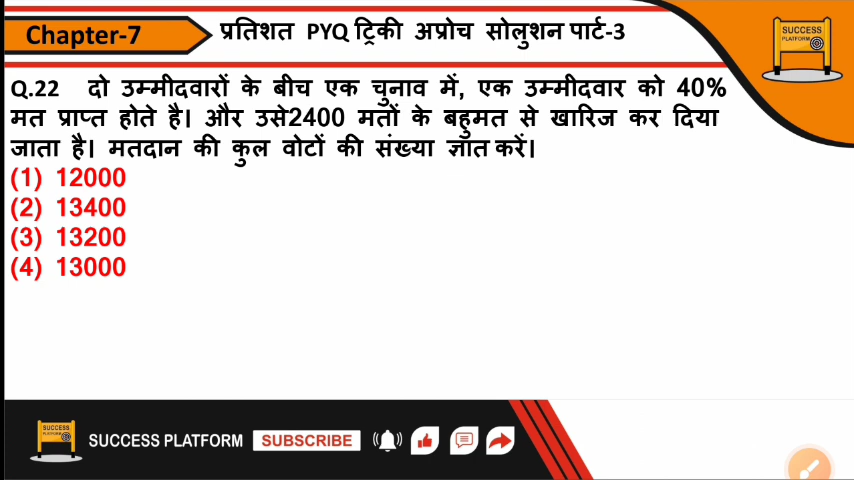 Chapter-7
प्रतिशत PYQ ट्रिकी अप्रोच सोलुशन पार्ट-3
SUCCESS
PLATFORM
Q.22 दो उम्मीदवारों के बीच एक चुनाव में, एक उम्मीदवार को 40%
मत प्राप्त होते है। और उसे2400 मतों के बहुमत से खारिज कर दिया
जाता है। मतदान की कुल वोटों की संख्या ज्ञात करें।
(1) 12000
(2) 13400
(3) 13200
(4) 13000
SUCCESS
PLATFORM
SUCCESS PLATFORM
SUBSCRIBE